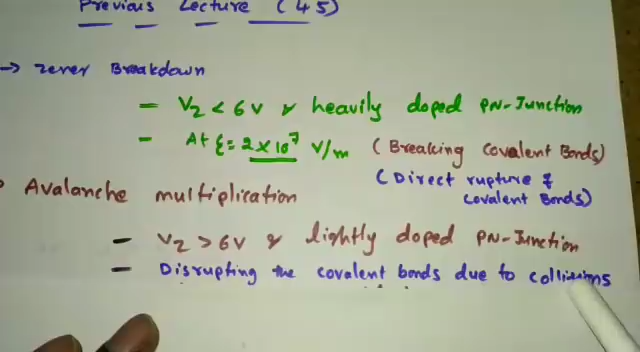 Previous Lecture (45)
→ Zener Breakdown
= VZ < 6V & heavily doped PN-Junction
- At ξ = 2 × 10⁷ V/m (Breaking Covalent Bonds)
(Direct rupture of covalent Bonds)
Avalanche multiplication
- VZ > 6V & lightly doped PN-Junction
- Disrupting the covalent bonds due to collisions